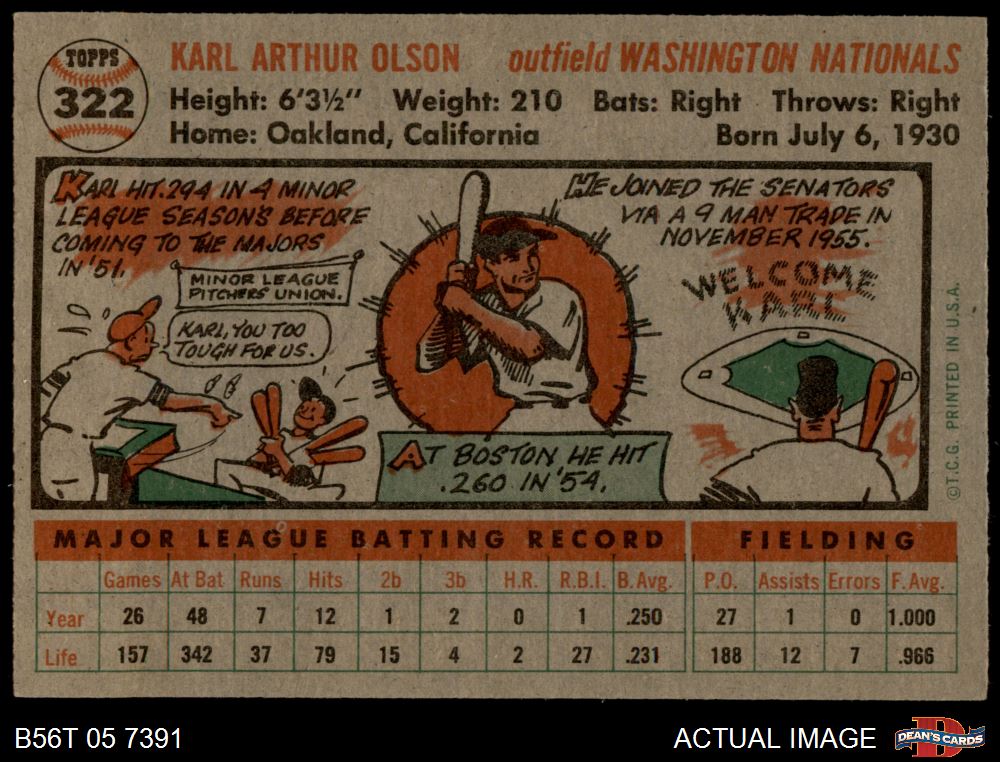 TOPPS
322
KARL ARTHUR OLSON outfield WASHINGTON NATIONALS
Height: 6'3½" Weight: 210 Bats: Right Throws: Right
Home: Oakland, California Born July 6, 1930
KARL HIT .294 IN 4 MINOR
LEAGUE SEASONS BEFORE
COMING TO THE MAJORS
IN '51.
MINOR LEAGUE
PITCHERS UNION.
KARL, YOU TOO
TOUGH FOR US.
AT BOSTON, HE HIT
.260 IN '54.
HE JOINED THE SENATORS
VIA A 9 MAN TRADE IN
NOVEMBER 1955.
WELCOME
KARL
©T.C.G. PRINTED IN U.S.A.
MAJOR LEAGUE BATTING RECORD FIELDING
Games At Bat Runs Hits 2b 3b H.R. R.B.I. B.Avg. P.O. Assists Errors F.Avg.
Year 26 48 7 12 1 2 0 1 .250 27 1 0 1.000
Life 157 342 37 79 15 4 2 27 .231 188 12 7 .966
B56T 05 7391 ACTUAL IMAGE DEAN'S CARDS